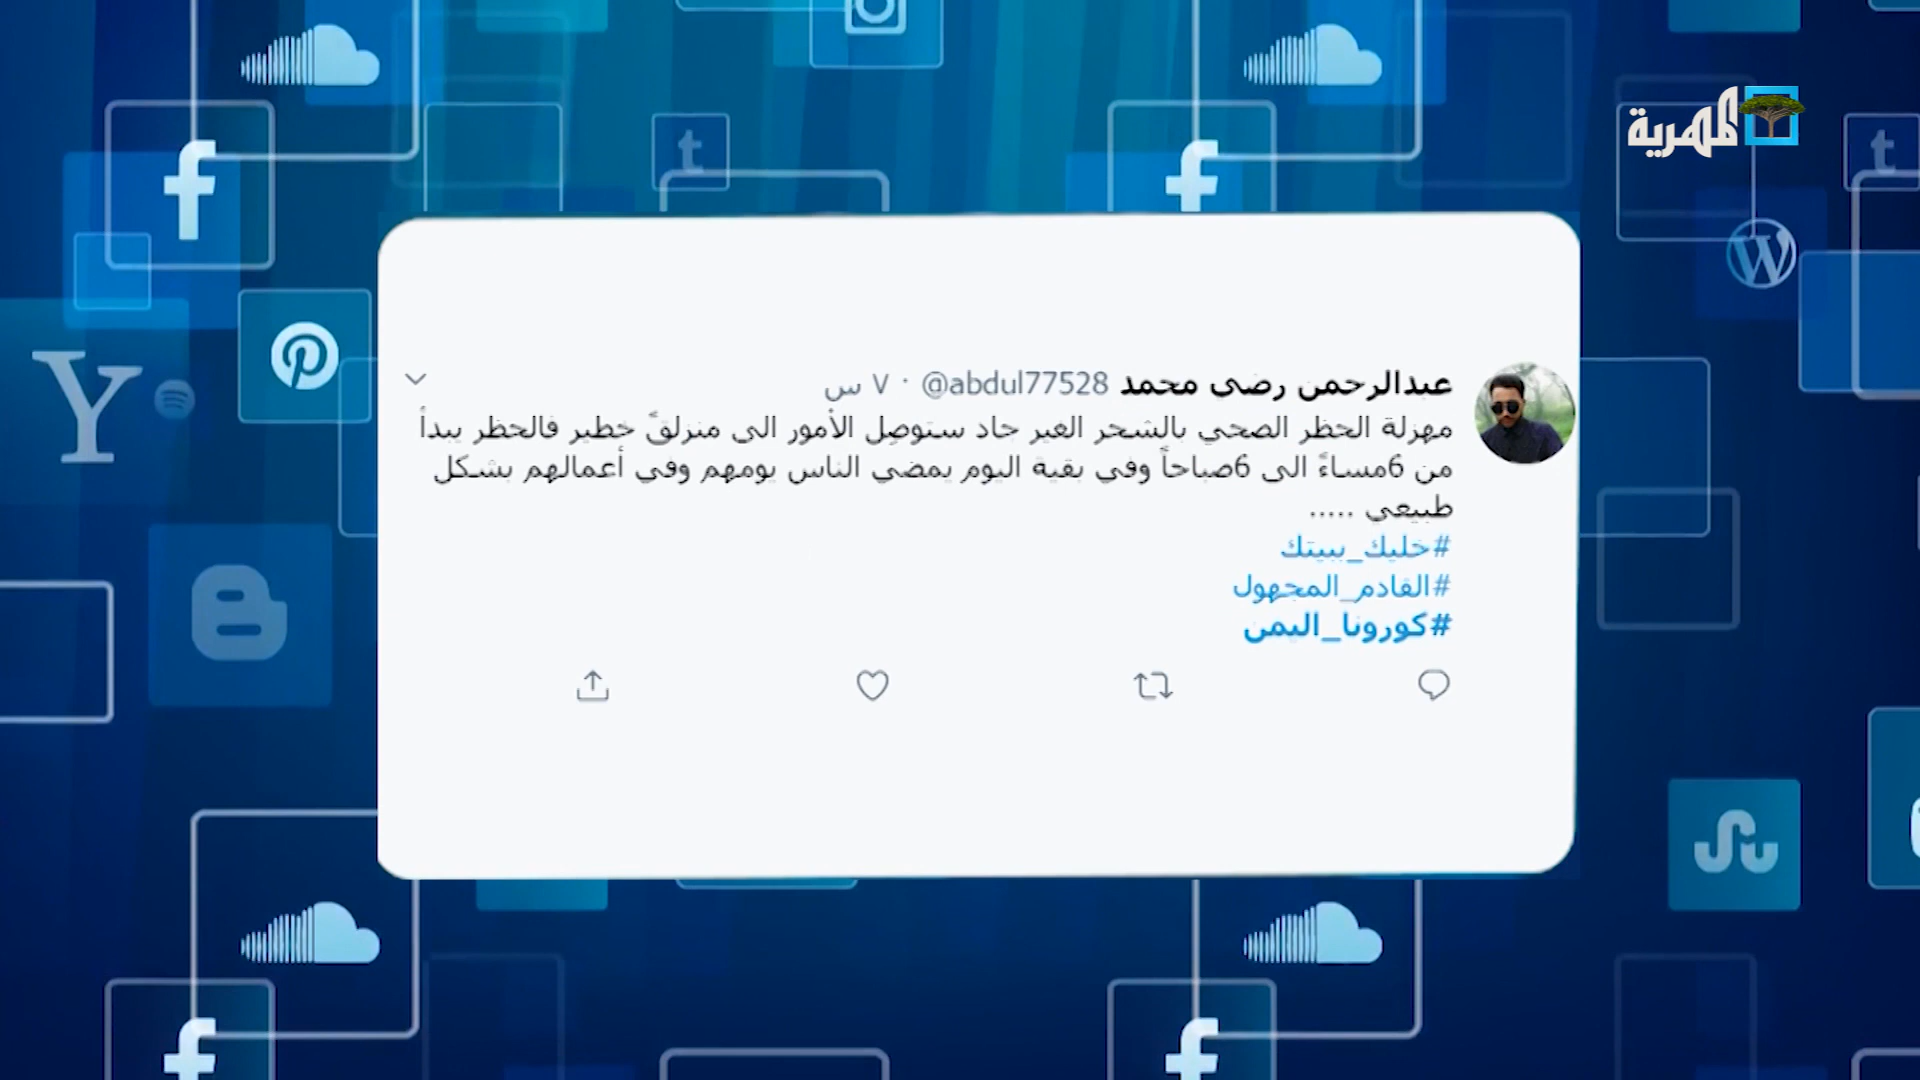 المهرية
عبدالرحمن رضي محمد @abdul77528 · ٧ س
مهزلة الحظر الصحي بالشحر الغير جاد ستوصل الأمور الى منزلقً خطير فالحظر يبدأ
من 6مساءً الى 6صباحاً وفي بقية اليوم يمضي الناس يومهم وفي أعمالهم بشكل
طبيعي .....
#خليك_ببيتك
#القادم_المجهول
#كورونا_اليمن